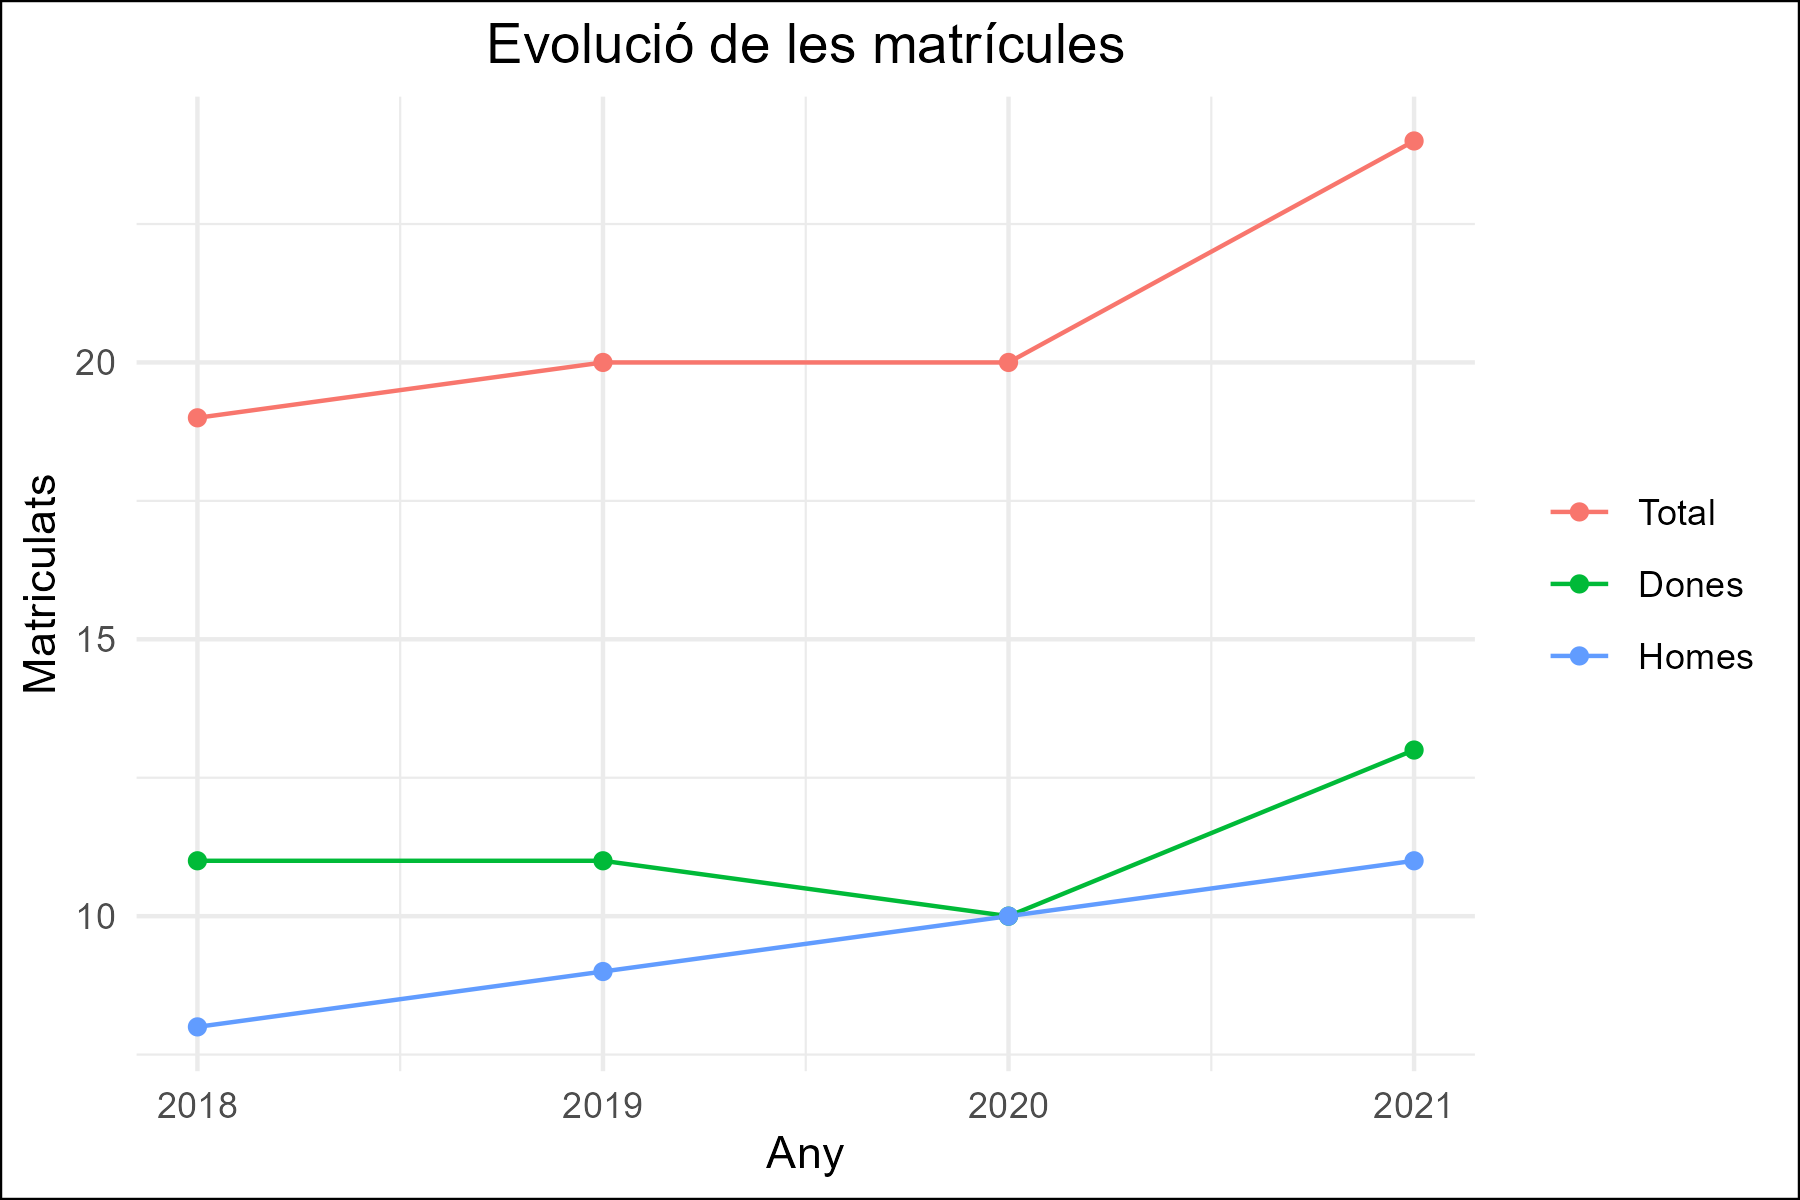 Evolució de les matrícules
Matriculats
20
15
10
2018
2019
2020
2021
Any
Total
Dones
Homes